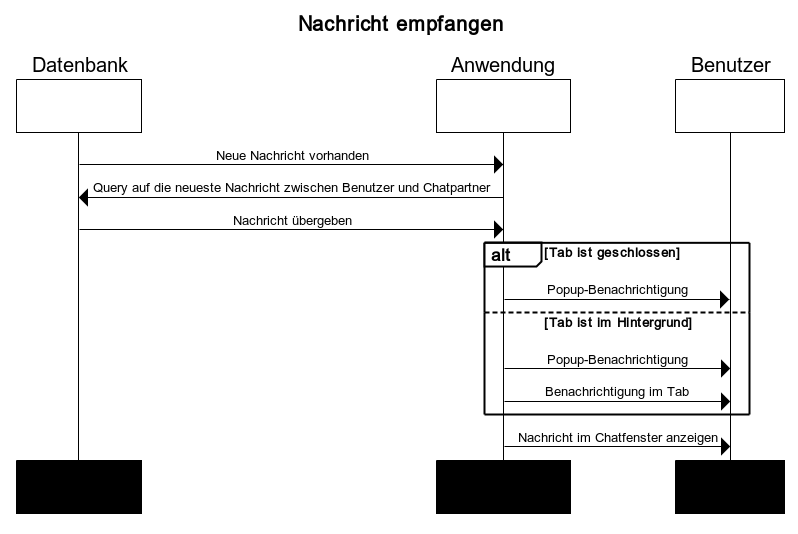 Nachricht empfangen
Datenbank
Anwendung
Benutzer
Neue Nachricht vorhanden
Query auf die neueste Nachricht zwischen Benutzer und Chatpartner
Nachricht übergeben
alt
[Tab ist geschlossen]
Popup-Benachrichtigung
[Tab ist im Hintergrund]
Popup-Benachrichtigung
Benachrichtigung im Tab
Nachricht im Chatfenster anzeigen